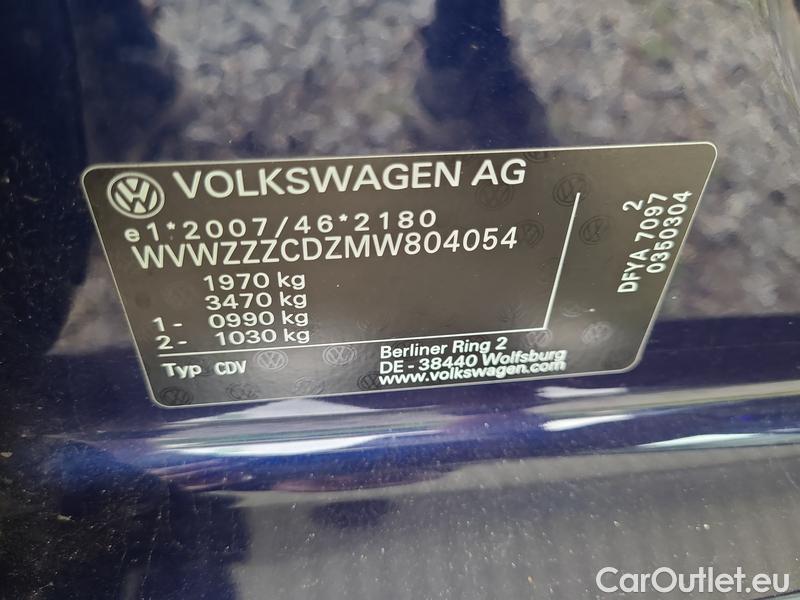 VOLKSWAGEN AG
e1*2007/46*2180
WVWZZZCDZMW804054
1970 kg
3470 kg
1- 0990 kg
2- 1030 kg
Typ CDV
Berliner Ring 2
DE - 38440 Wolfsburg
www.volkswagen.com
2
DFYA 7097
0350304
CarOutlet.eu